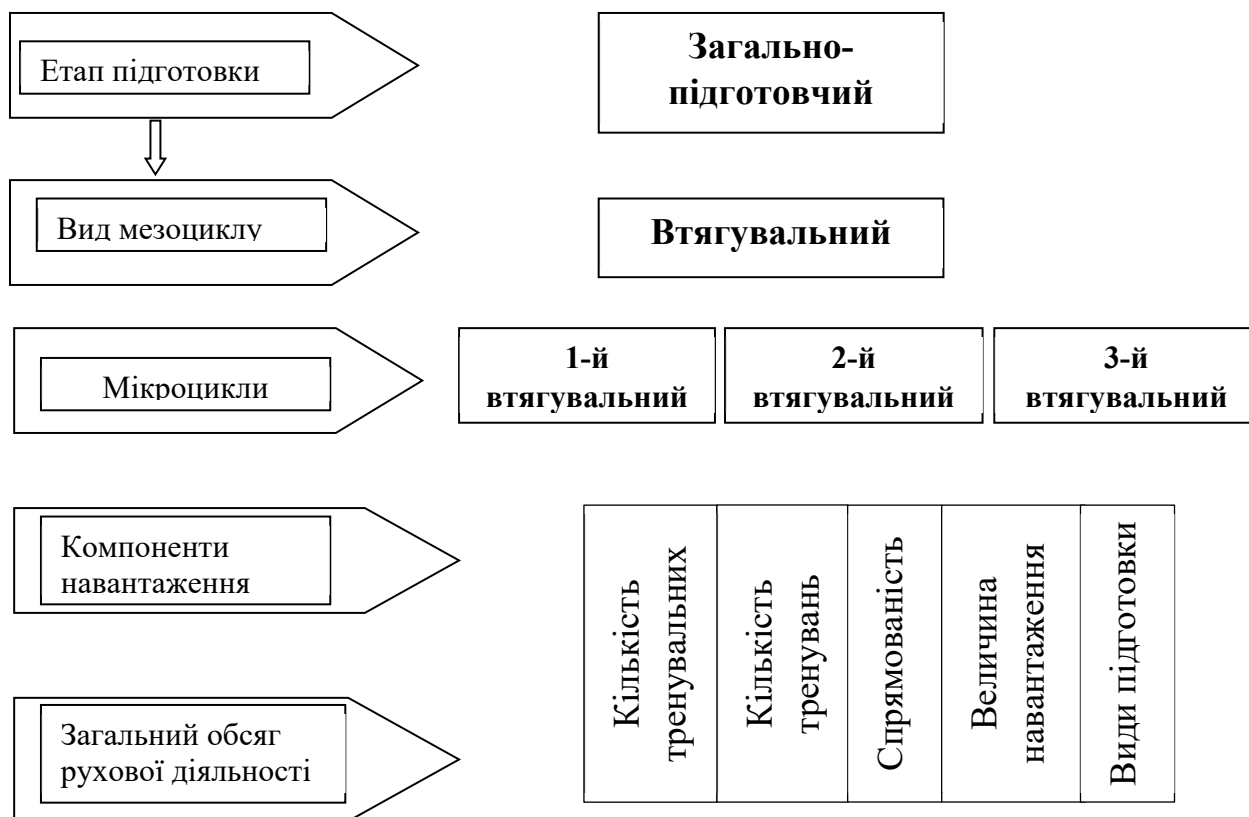 Етап підготовки
Загально-
підготовчий
Вид мезоциклу
Втягувальний
Мікроцикли
1-й
втягувальний
2-й
втягувальний
3-й
втягувальний
Компоненти
навантаження
Кількість
тренувальних
Кількість
тренувань
Спрямованість
Величина
навантаження
Види підготовки
Загальний обсяг
рухової діяльності